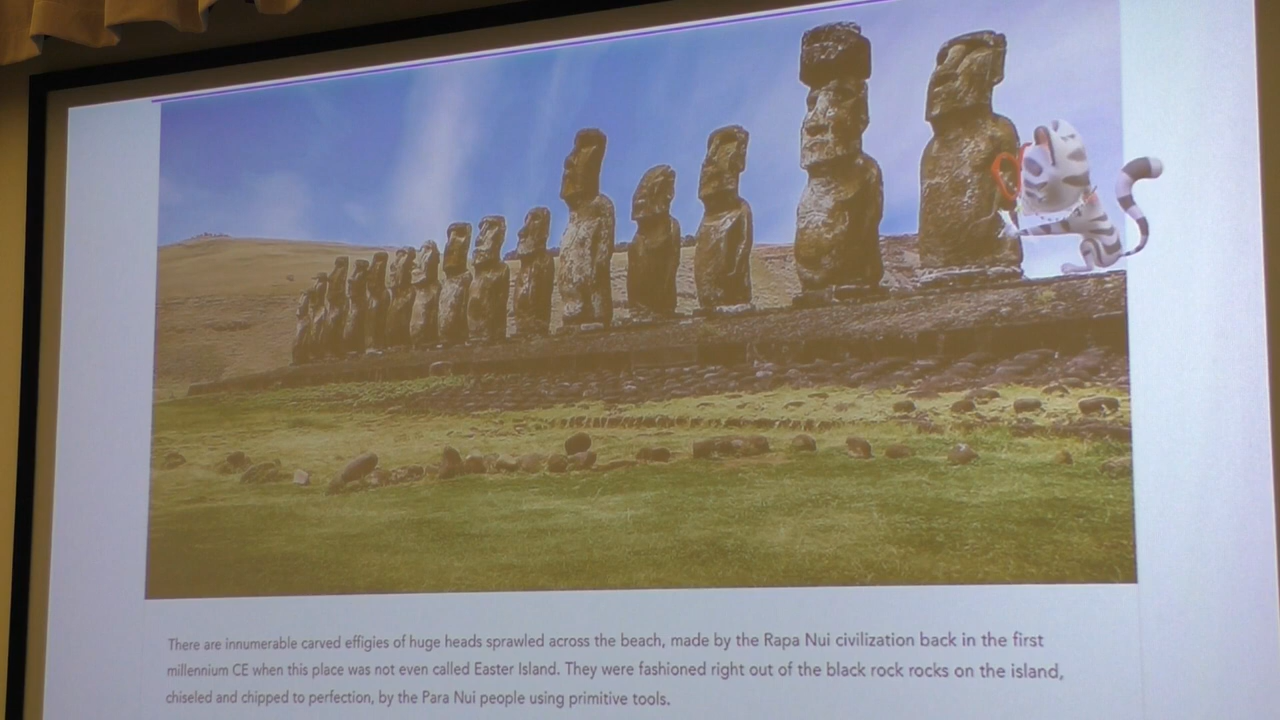 There are innumerable carved effigies of huge heads sprawled across the beach, made by the Rapa Nui civilization back in the first
millennium CE when this place was not even called Easter Island. They were fashioned right out of the black rock rocks on the island,
chiseled and chipped to perfection, by the Para Nui people using primitive tools.